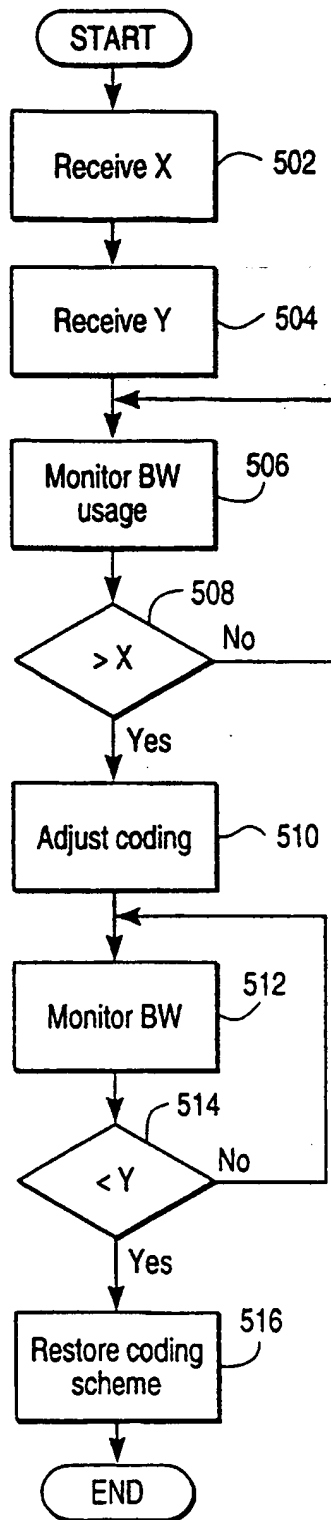 START
Receive X
502
Receive Y
504
Monitor BW
usage
506
508
> X
No
Yes
Adjust coding
510
Monitor BW
512
514
< Y
No
Yes
Restore coding
scheme
516
END